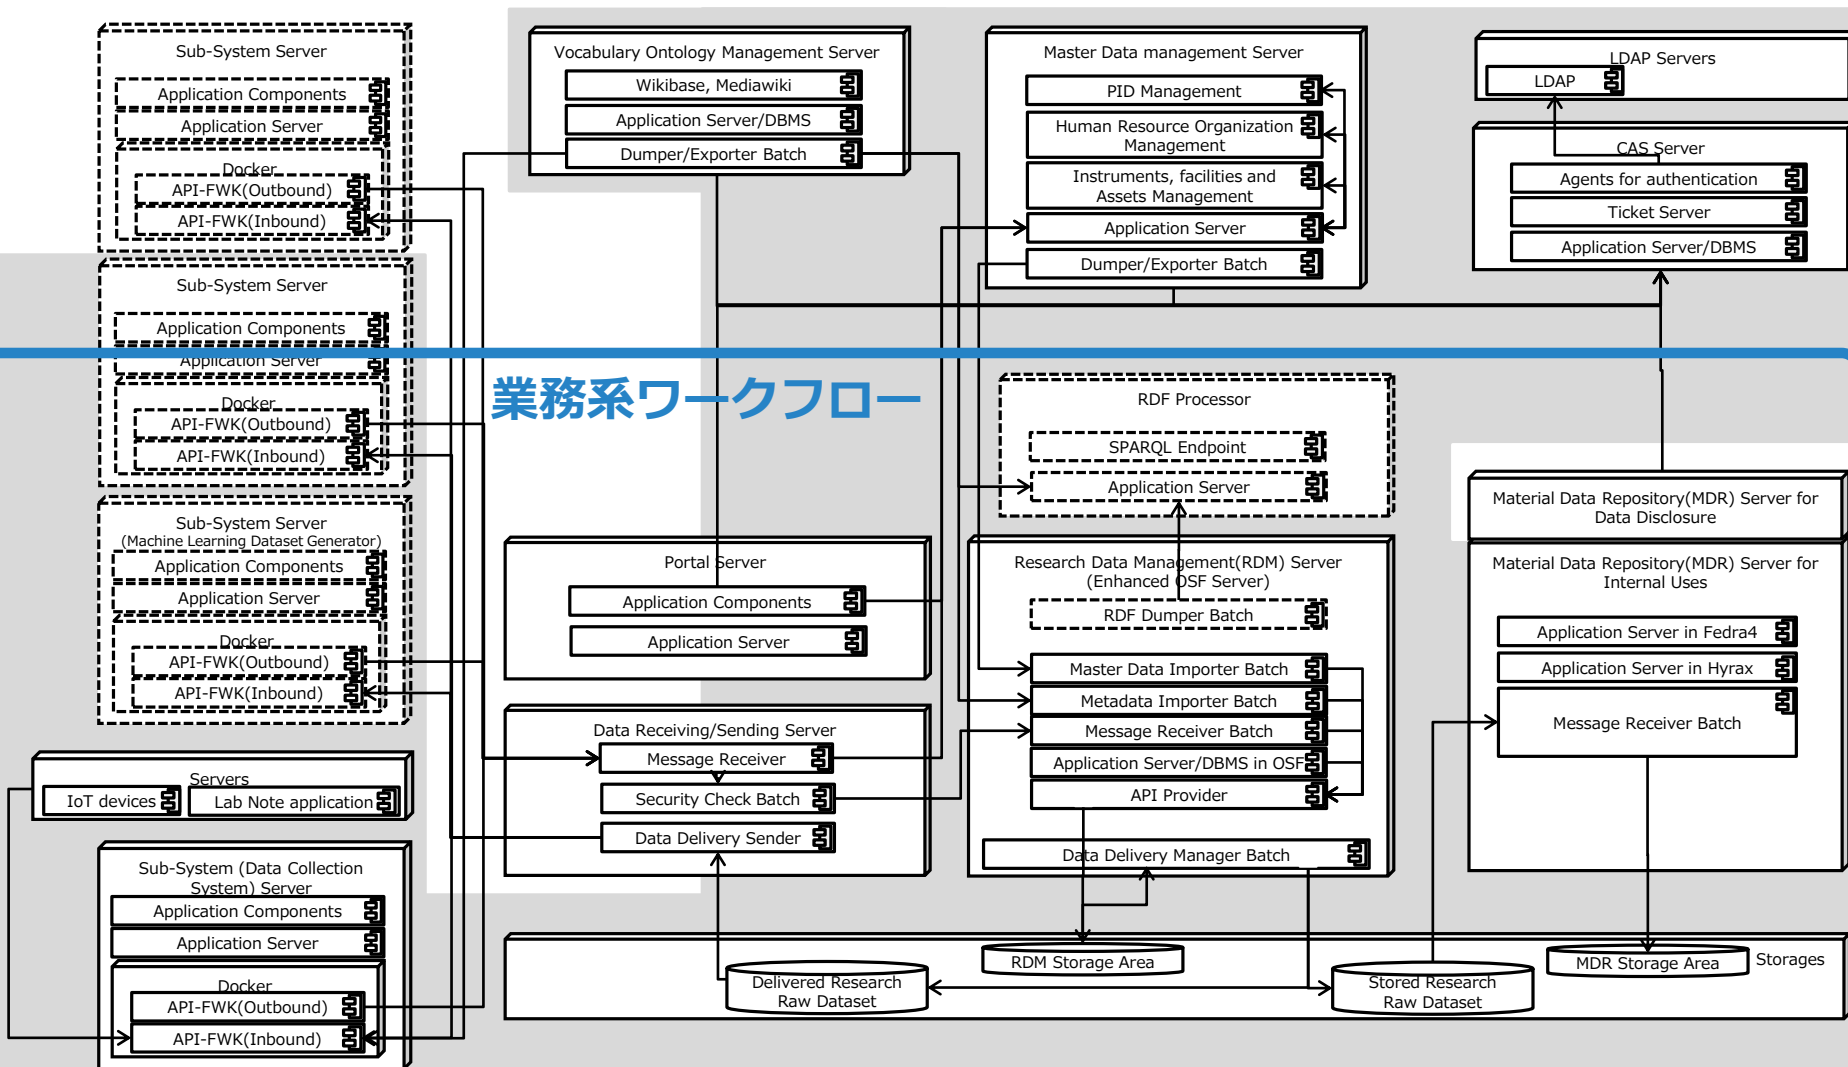 Sub-System Server
Application Components
Application Server
Docker
API-FWK(Outbound)
API-FWK(Inbound)
Sub-System Server
Application Components
Application Server
Docker
API-FWK(Outbound)
API-FWK(Inbound)
Sub-System Server
(Machine Learning Dataset Generator)
Application Components
Application Server
Docker
API-FWK(Outbound)
API-FWK(Inbound)
Servers
IoT devices
Lab Note application
Sub-System (Data Collection
System) Server
Application Components
Application Server
Docker
API-FWK(Outbound)
API-FWK(Inbound)
Vocabulary Ontology Management Server
Wikibase, Mediawiki
Application Server/DBMS
Dumper/Exporter Batch
Master Data management Server
PID Management
Human Resource Organization
Management
Instruments, facilities and
Assets Management
Application Server
Dumper/Exporter Batch
LDAP Servers
LDAP
CAS Server
Agents for authentication
Ticket Server
Application Server/DBMS
業務系ワークフロー
RDF Processor
SPARQL Endpoint
Application Server
Portal Server
Application Components
Application Server
Data Receiving/Sending Server
Message Receiver
Security Check Batch
Data Delivery Sender
Research Data Management(RDM) Server
(Enhanced OSF Server)
RDF Dumper Batch
Master Data Importer Batch
Metadata Importer Batch
Message Receiver Batch
Application Server/DBMS in OSF
API Provider
Data Delivery Manager Batch
Material Data Repository(MDR) Server for
Data Disclosure
Material Data Repository(MDR) Server for
Internal Uses
Application Server in Fedra4
Application Server in Hyrax
Message Receiver Batch
Delivered Research
Raw Dataset
RDM Storage Area
Stored Research
Raw Dataset
MDR Storage Area
Storages